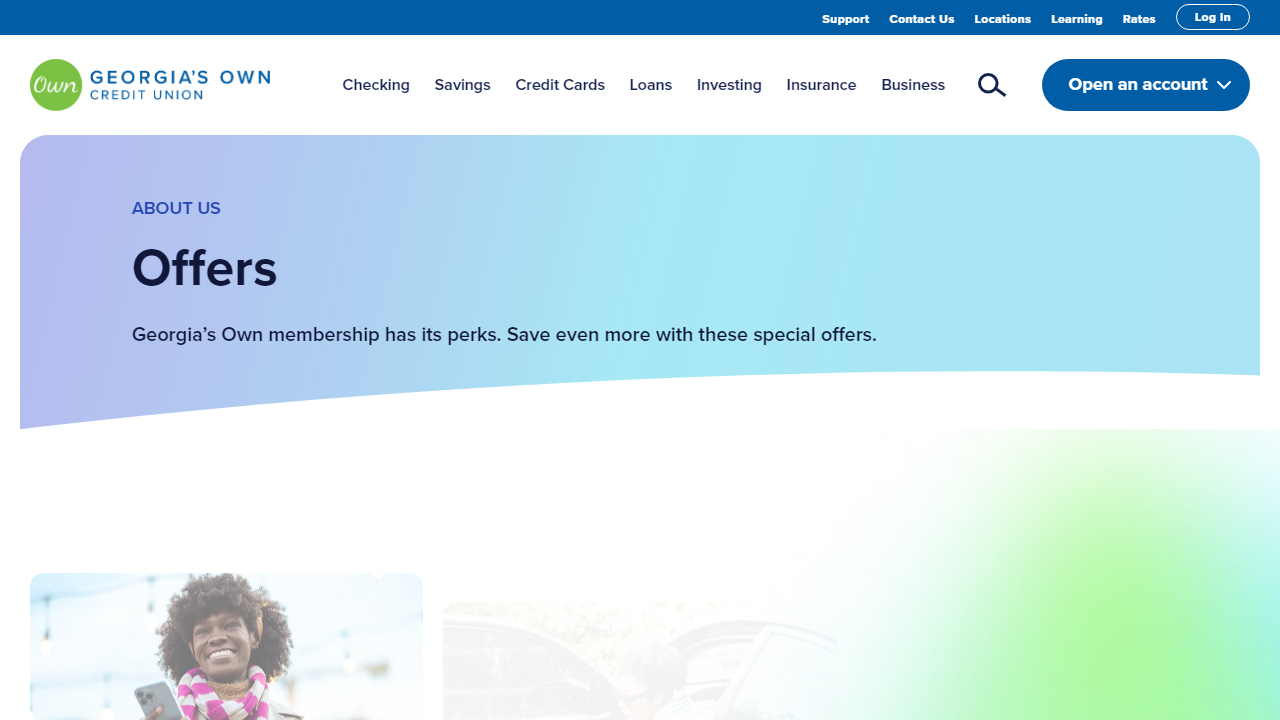 Support Contact Us Locations Learning Rates Log In
Own GEORGIA'S OWN
CREDIT UNION
Checking Savings Credit Cards Loans Investing Insurance Business Open an account
ABOUT US
Offers
Georgia’s Own membership has its perks. Save even more with these special offers.